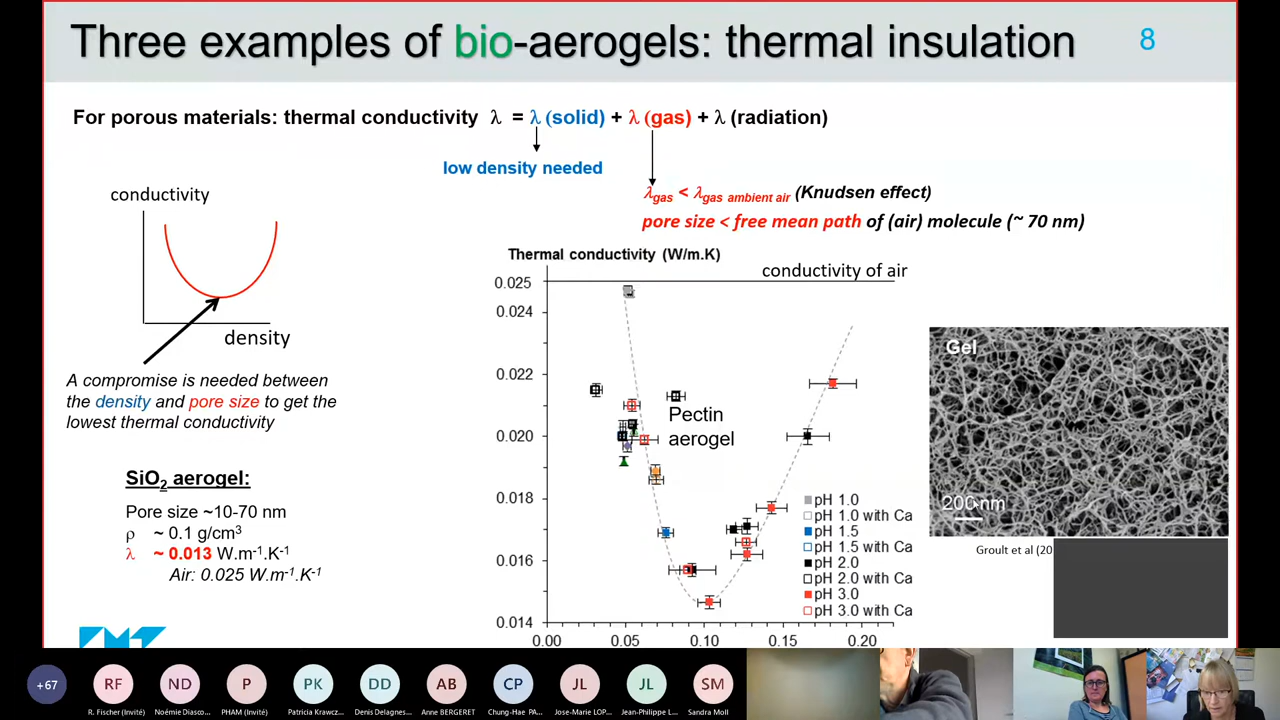 Three examples of bio-aerogels: thermal insulation
8
For porous materials: thermal conductivity λ = λ (solid) + λ (gas) + λ (radiation)
low density needed
λgas < λgas ambient air (Knudsen effect)
pore size < free mean path of (air) molecule (~ 70 nm)
conductivity
density
A compromise is needed between
the density and pore size to get the
lowest thermal conductivity
SiO2 aerogel:
Pore size ~10-70 nm
ρ ~ 0.1 g/cm3
λ ~ 0.013 W.m-1.K-1
Air: 0.025 W.m-1.K-1
Thermal conductivity (W/m.K)
conductivity of air
0.025
0.024
0.022
0.020
0.018
0.016
0.014
0.00 0.05 0.10 0.15 0.20
Pectin
aerogel
pH 1.0
pH 1.0 with Ca
pH 1.5
pH 1.5 with Ca
pH 2.0
pH 2.0 with Ca
pH 3.0
pH 3.0 with Ca
Gel
200 nm
Groult et al (20
+67
RF
ND
P
PK
DD
AB
CP
JL
JL
SM
R. Fischer (Invité)
Noémie Diasco...
PHAM (Invité)
Patricia Krawcz...
Denis Delagnes...
Anne BERGERET
Chung-Hae PA...
Jose-Marie LOP...
Jean-Philippe L...
Sandra Moll